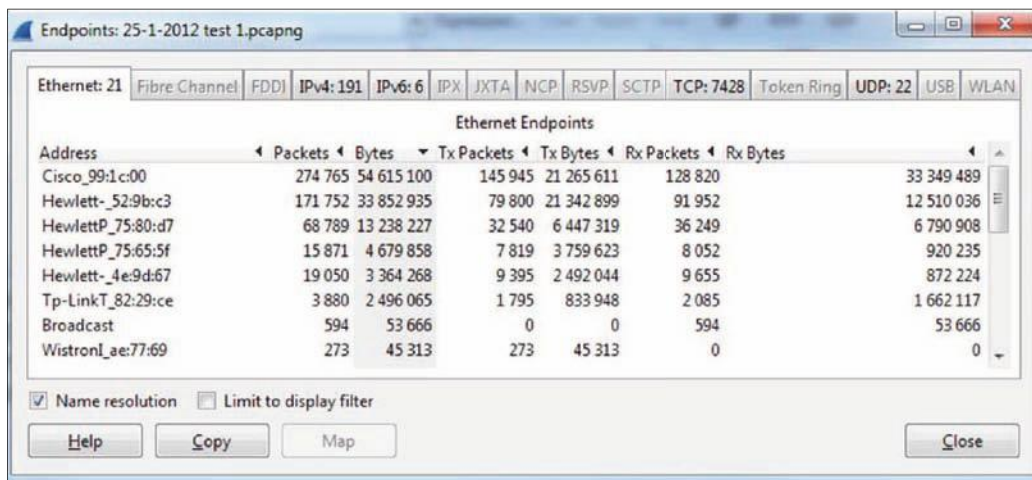 Endpoints: 25-1-2012 test 1.pcapng
Ethernet: 21 Fibre Channel FDDI IPv4: 191 IPv6: 6 IPX JXTA NCP RSVP SCTP TCP: 7428 Token Ring UDP: 22 USB WLAN
Ethernet Endpoints
Address Packets Bytes Tx Packets Tx Bytes Rx Packets Rx Bytes
Cisco_99:1c:00 274 765 54 615 100 145 945 21 265 611 128 820 33 349 489
Hewlett-_52:9b:c3 171 752 33 852 935 79 800 21 342 899 91 952 12 510 036
HewlettP_75:80:d7 68 789 13 238 227 32 540 6 447 319 36 249 6 790 908
HewlettP_75:65:5f 15 871 4 679 858 7 819 3 759 623 8 052 920 235
Hewlett-_4e:9d:67 19 050 3 364 268 9 395 2 492 044 9 655 872 224
Tp-LinkT_82:29:ce 3 880 2 496 065 1 795 833 948 2 085 1 662 117
Broadcast 594 53 666 0 0 594 53 666
WistronI_ae:77:69 273 45 313 273 45 313 0 0
Name resolution Limit to display filter
Help Copy Map Close